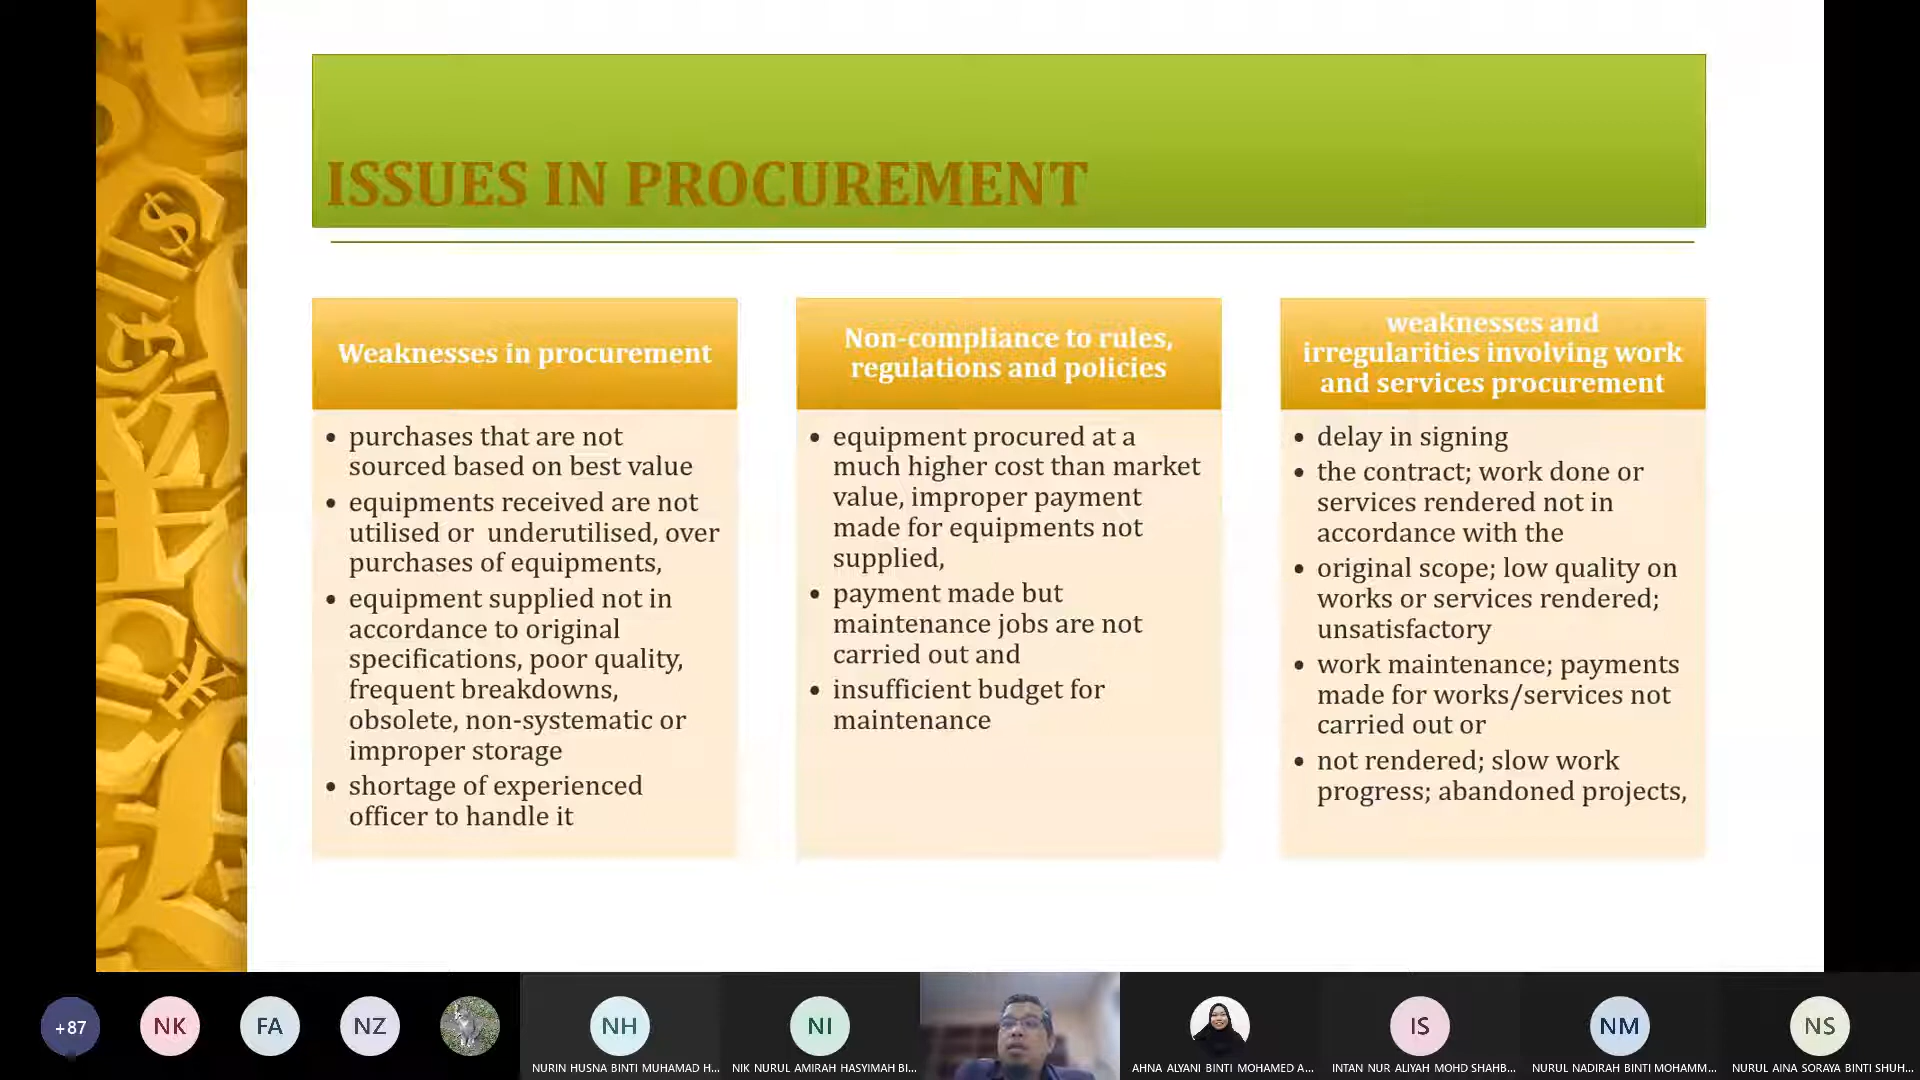 ISSUES IN PROCUREMENT
Weaknesses in procurement
• purchases that are not
sourced based on best value
• equipments received are not
utilised or  underutilised, over
purchases of equipments,
• equipment supplied not in
accordance to original
specifications, poor quality,
frequent breakdowns,
obsolete, non-systematic or
improper storage
• shortage of experienced
officer to handle it
Non-compliance to rules,
regulations and policies
• equipment procured at a
much higher cost than market
value, improper payment
made for equipments not
supplied,
• payment made but
maintenance jobs are not
carried out and
• insufficient budget for
maintenance
weaknesses and
irregularities involving work
and services procurement
• delay in signing
• the contract; work done or
services rendered not in
accordance with the
• original scope; low quality on
works or services rendered;
unsatisfactory
• work maintenance; payments
made for works/services not
carried out or
• not rendered; slow work
progress; abandoned projects,
+87
NK
FA
NZ
NH
NURIN HUSNA BINTI MUHAMAD H...
NI
NIK NURUL AMIRAH HASYIMAH BI...
AHNA ALYANI BINTI MOHAMED A...
IS
INTAN NUR ALIYAH MOHD SHAHB...
NM
NURUL NADIRAH BINTI MOHAMM...
NS
NURUL AINA SORAYA BINTI SHUH...